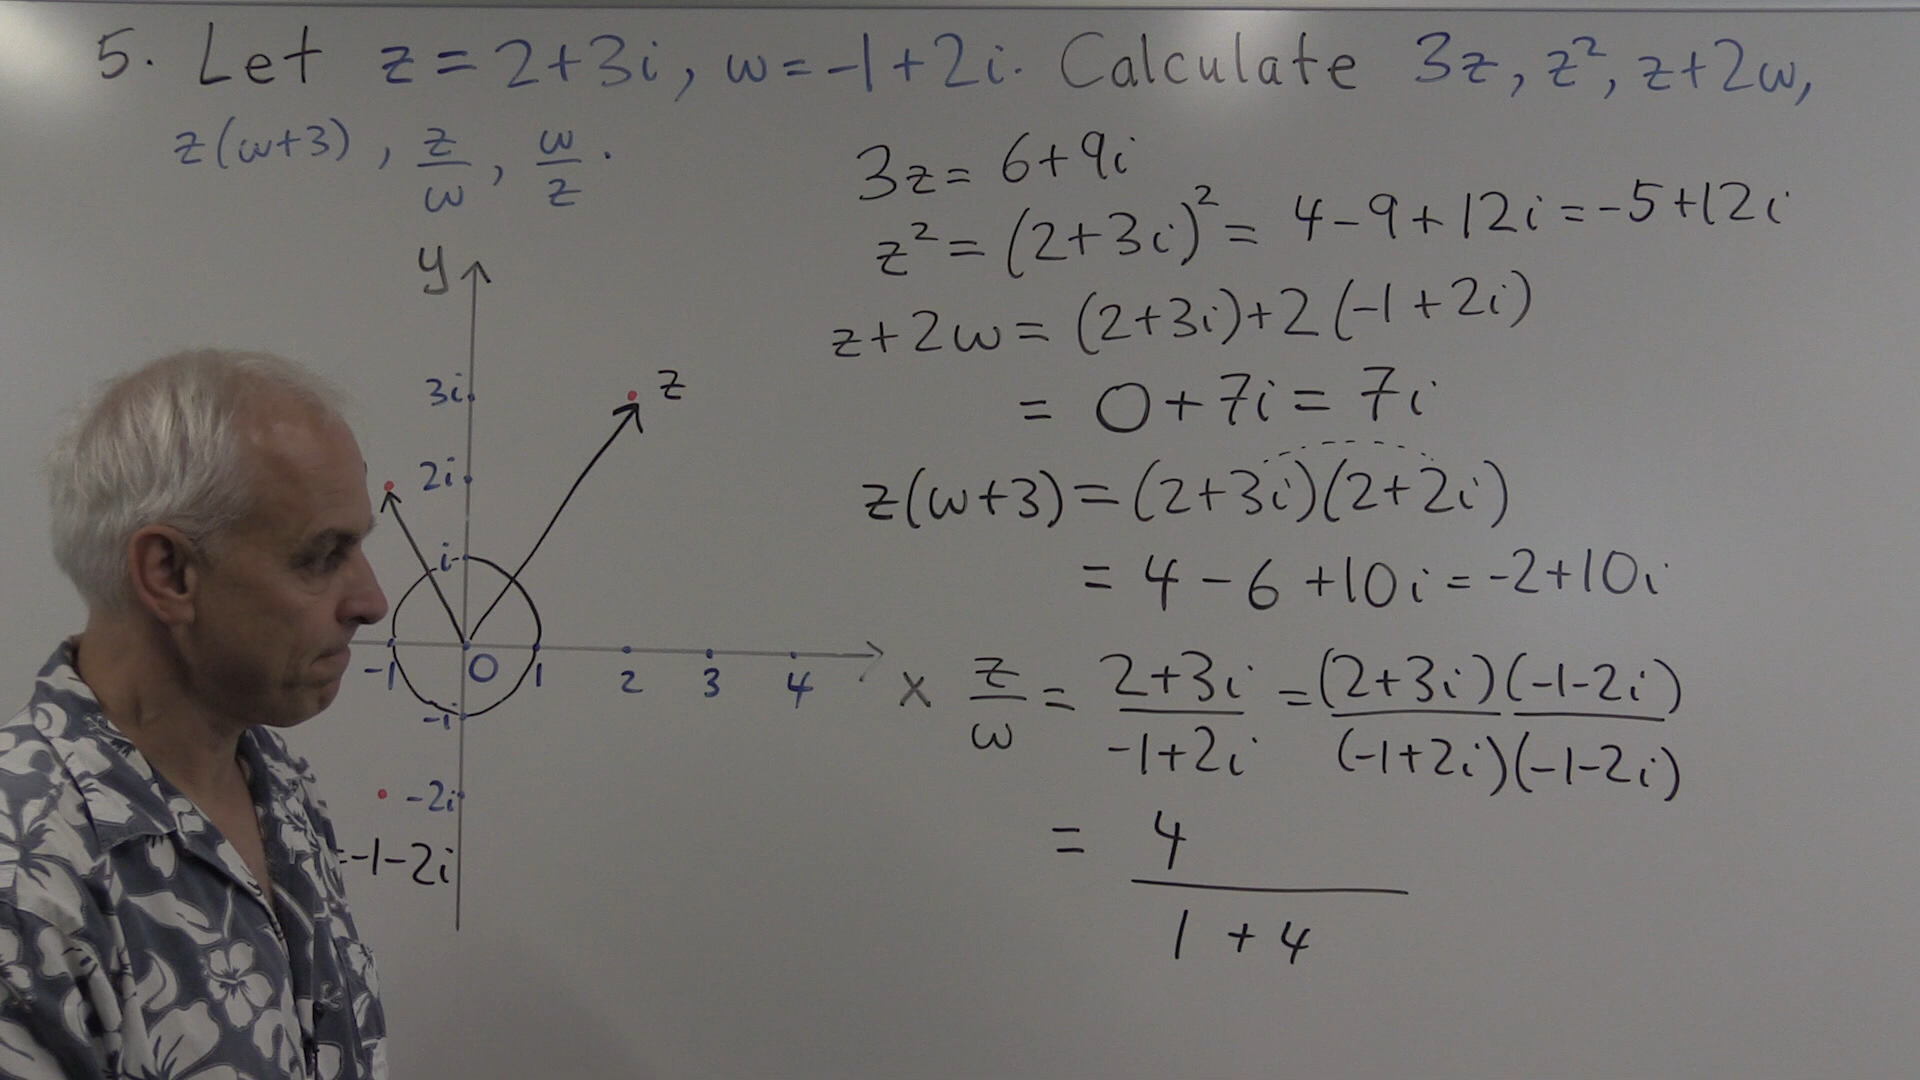 5. Let z = 2+3i, w = -1+2i. Calculate 3z, z², z+2w,
z(w+3), z/w, w/z.
3z = 6+9i
z² = (2+3i)² = 4-9+12i = -5+12i
z+2w = (2+3i)+2(-1+2i)
= 0+7i = 7i
z(w+3) = (2+3i)(2+2i)
= 4-6+10i = -2+10i
z/w = 2+3i/-1+2i = (2+3i)(-1-2i)/(-1+2i)(-1-2i)
= 4/1+4
y
3i
z
2i
i
-1 0 1 2 3 4 x
-i
-2i
=-1-2i